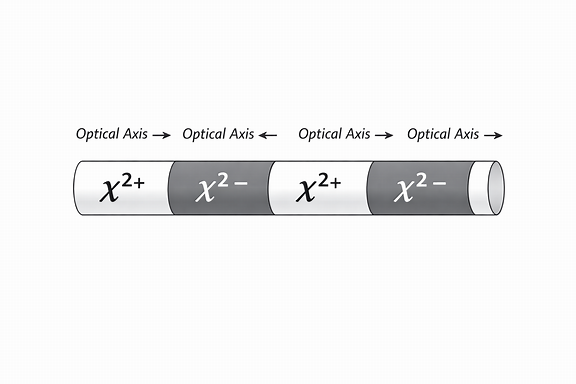 Optical Axis → Optical Axis ← Optical Axis → Optical Axis →
χ²⁺ χ²⁻ χ²⁺ χ²⁻